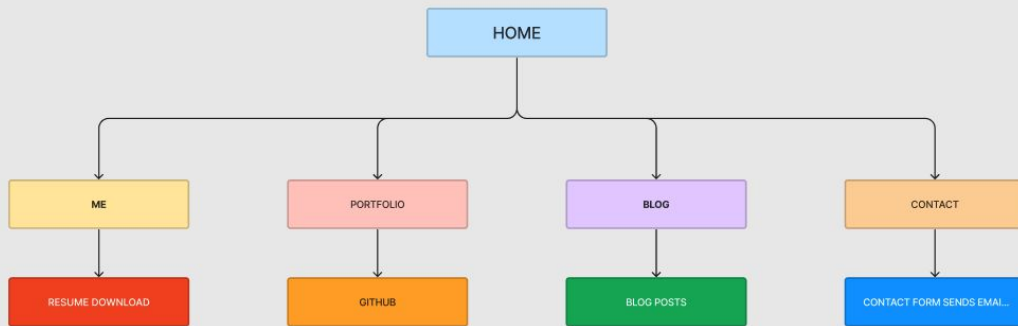 HOME
ME
PORTFOLIO
BLOG
CONTACT
RESUME DOWNLOAD
GITHUB
BLOG POSTS
CONTACT FORM SENDS EMAI...